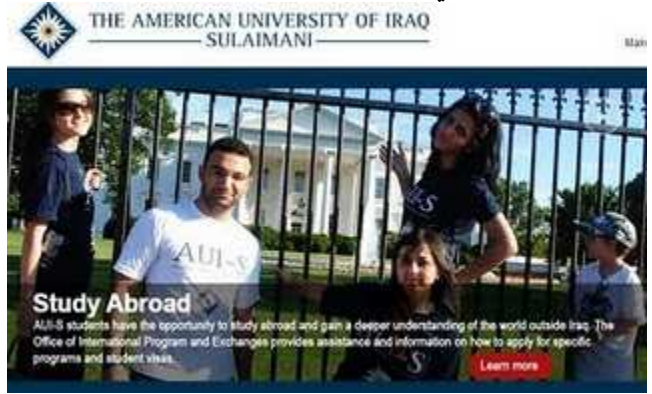 THE AMERICAN UNIVERSITY OF IRAQ
SULAIMANI
Main
AUI-S
Study Abroad
AUI-S students have the opportunity to study abroad and gain a deeper understanding of the world outside Iraq. The
Office of International Program and Exchanges provides assistance and information on how to apply for specific
programs and student visas.
Learn more